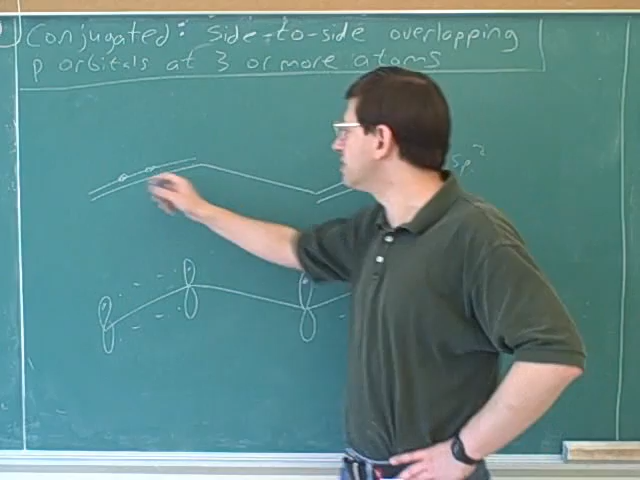 Conjugated: Side-to-side overlapping
p orbitals at 3 or more atoms
sp²